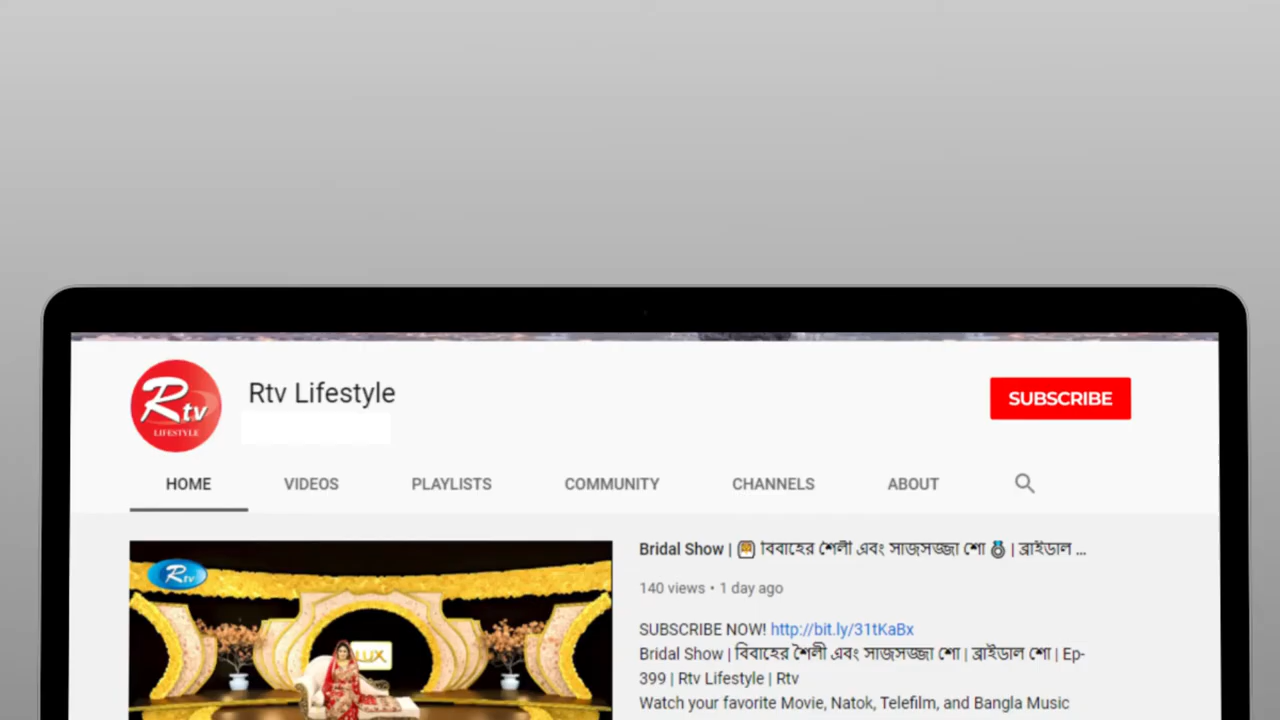 Rtv
LIFESTYLE
Rtv Lifestyle
SUBSCRIBE
HOME VIDEOS PLAYLISTS COMMUNITY CHANNELS ABOUT
Rtv
LUX
Bridal Show | 👰 বিবাহের শৈলী এবং সাজসজ্জা শো 💍 | ব্রাইডাল ...
140 views • 1 day ago
SUBSCRIBE NOW! http://bit.ly/31tKaBx
Bridal Show | বিবাহের শৈলী এবং সাজসজ্জা শো | ব্রাইডাল শো | Ep-
399 | Rtv Lifestyle | Rtv
Watch your favorite Movie, Natok, Telefilm, and Bangla Music